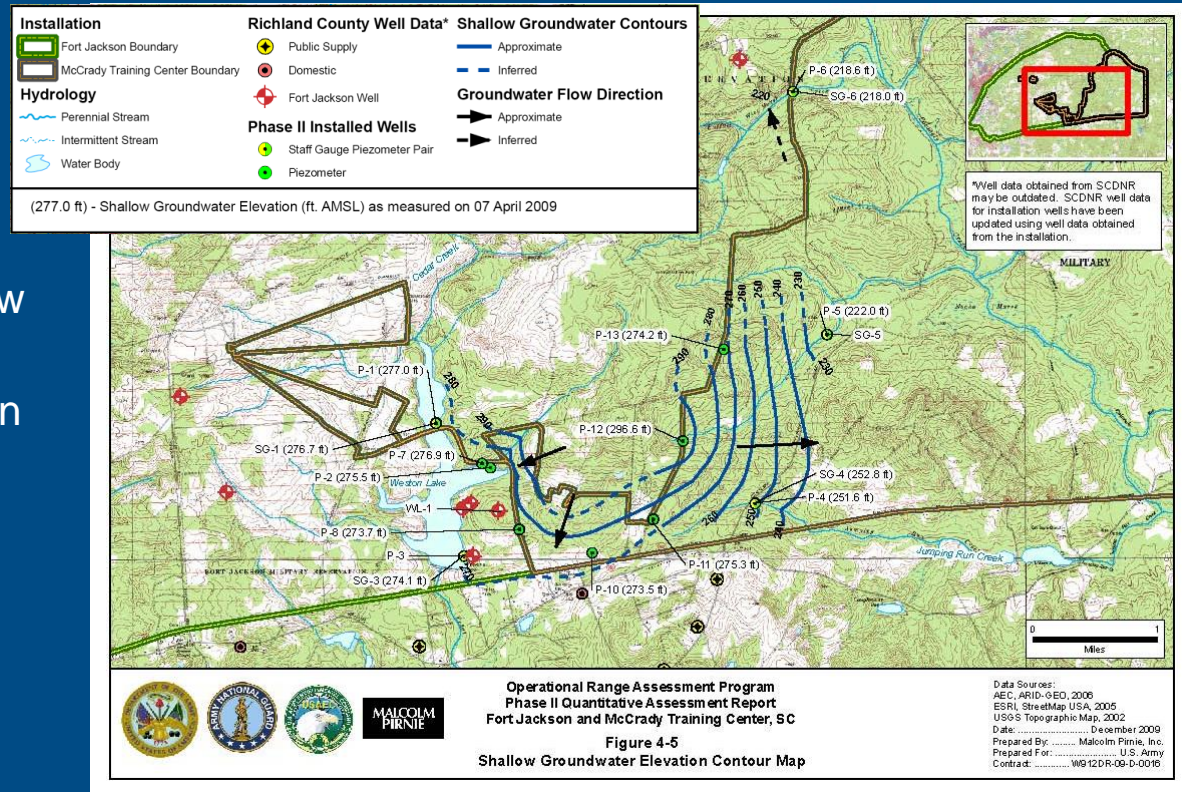 w
n
Installation
Fort Jackson Boundary
McCrady Training Center Boundary
Hydrology
Perennial Stream
Intermittent Stream
Water Body
Richland County Well Data*
Public Supply
Domestic
Fort Jackson Well
Phase II Installed Wells
Staff Gauge Piezometer Pair
Piezometer
Shallow Groundwater Contours
Approximate
Inferred
Groundwater Flow Direction
Approximate
Inferred
(277.0 ft) - Shallow Groundwater Elevation (ft. AMSL) as measured on 07 April 2009
*Well data obtained from SCDNR
may be outdated. SCDNR well data
for installation wells have been
updated using well data obtained
from the installation.
MILITARY
P-6 (218.6 ft)
SG-6 (218.0 ft)
220
Cedar Creek
P-5 (222.0 ft)
SG-5
P-13 (274.2 ft)
290
280
270
260
250
240
230
230
P-1 (277.0 ft)
280
290
SG-1 (276.7 ft)
P-7 (276.9 ft)
P-2 (275.5 ft)
Weston Lake
WL-1
P-12 (296.6 ft)
SG-4 (252.8 ft)
P-4 (251.6 ft)
260
250
240
P-8 (273.7 ft)
P-3
SG-3 (274.1 ft)
FORT JACKSON MILITARY RESERVATION
P-11 (275.3 ft)
P-10 (273.5 ft)
Jumping Run Creek
0 1
Miles
MALCOLM
PIRNIE
Operational Range Assessment Program
Phase II Quantitative Assessment Report
Fort Jackson and McCrady Training Center, SC
Figure 4-5
Shallow Groundwater Elevation Contour Map
Data Sources:
AEC, ARID-GEO, 2006
ESRI, StreetMap USA, 2005
USGS Topographic Map, 2002
Date: .......................... December 2009
Prepared By: ......... Malcolm Pirnie, Inc.
Prepared For: ...................... U.S. Army
Contract: ............. W912DR-09-D-0016